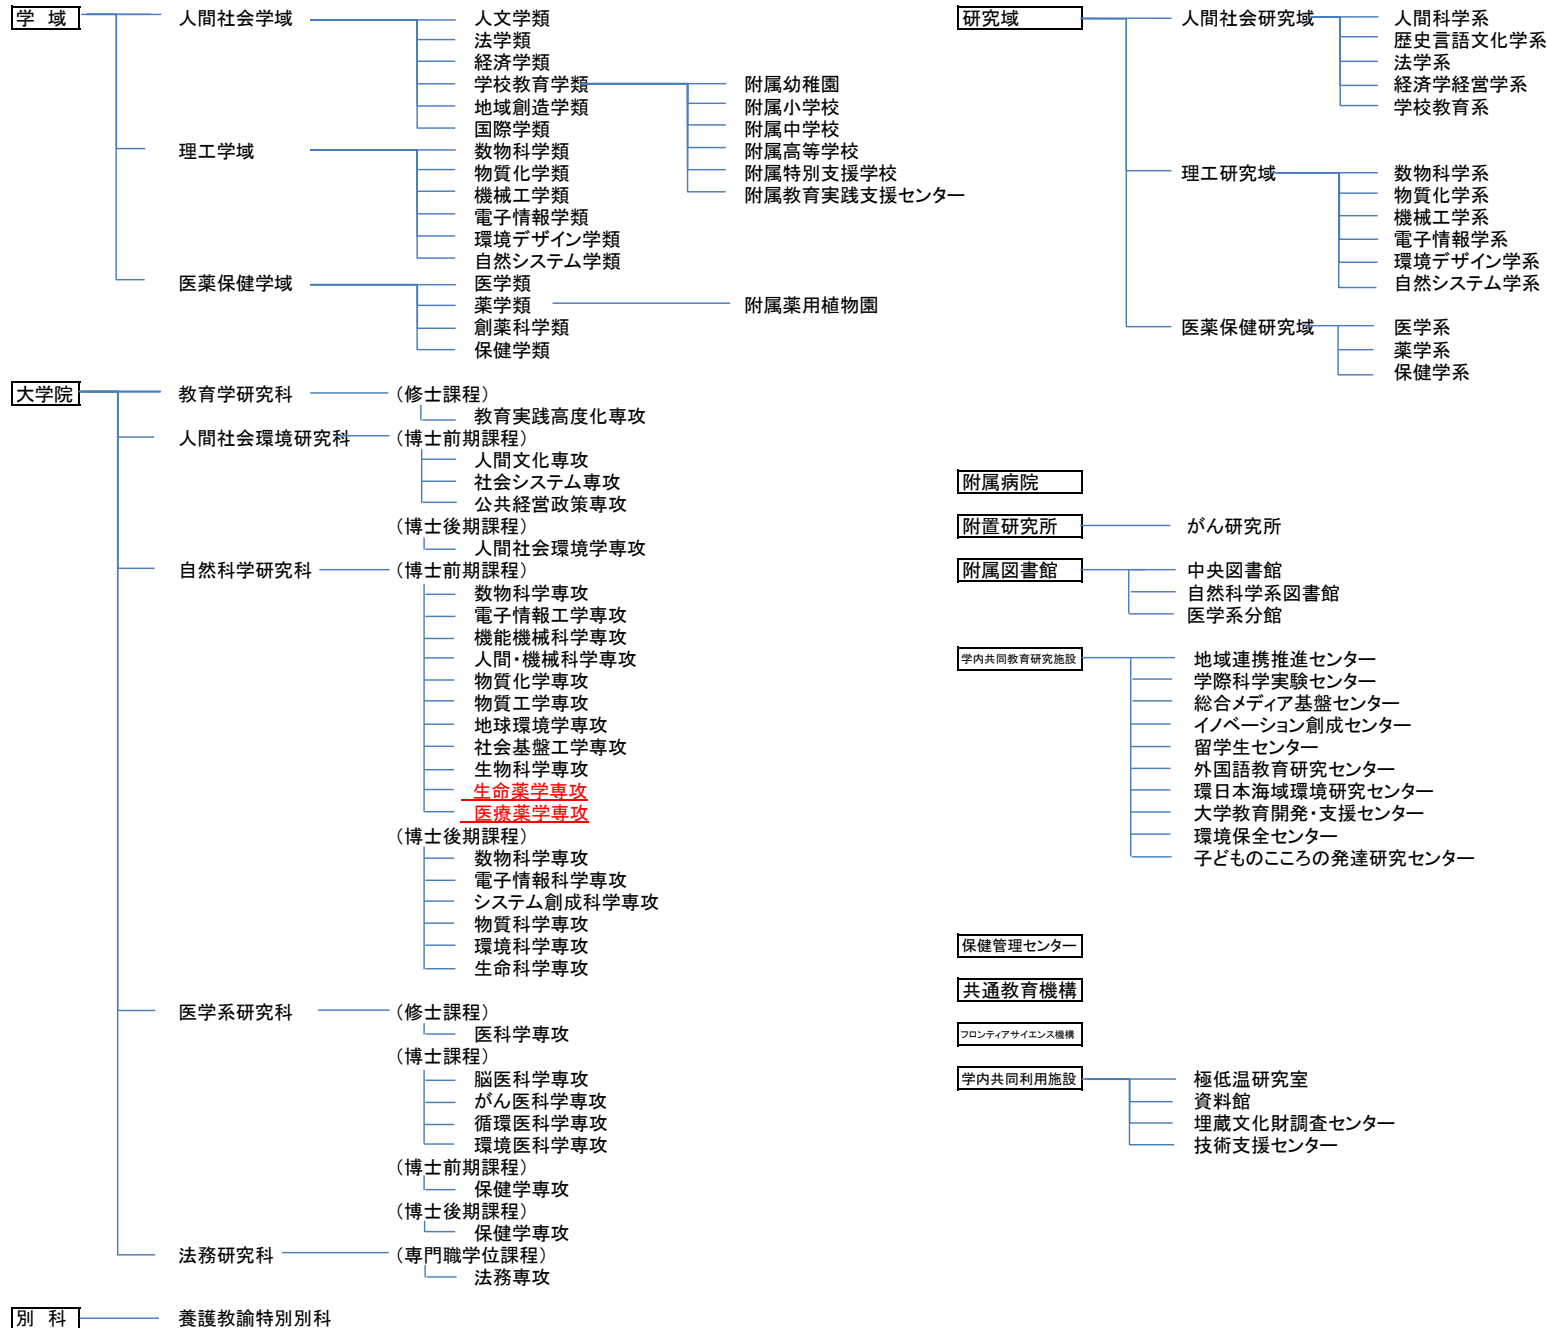 学 域
人間社会学域
人文学類
法学類
経済学類
学校教育学類
附属幼稚園
附属小学校
附属中学校
附属高等学校
附属特別支援学校
附属教育実践支援センター
地域創造学類
国際学類
理工学域
数物科学類
物質化学類
機械工学類
電子情報学類
環境デザイン学類
自然システム学類
医薬保健学域
医学類
薬学類
附属薬用植物園
創薬科学類
保健学類
大学院
教育学研究科
(修士課程)
教育実践高度化専攻
人間社会環境研究科
(博士前期課程)
人間文化専攻
社会システム専攻
公共経営政策専攻
(博士後期課程)
人間社会環境学専攻
自然科学研究科
(博士前期課程)
数物科学専攻
電子情報工学専攻
機能機械科学専攻
人間・機械科学専攻
物質化学専攻
物質工学専攻
地球環境学専攻
社会基盤工学専攻
生物科学専攻
生命薬学専攻
医療薬学専攻
(博士後期課程)
数物科学専攻
電子情報科学専攻
システム創成科学専攻
物質科学専攻
環境科学専攻
生命科学専攻
医学系研究科
(修士課程)
医科学専攻
(博士課程)
脳医科学専攻
がん医科学専攻
循環医科学専攻
環境医科学専攻
(博士前期課程)
保健学専攻
(博士後期課程)
保健学専攻
法務研究科
(専門職学位課程)
法務専攻
別 科
養護教諭特別別科
研究域
人間社会研究域
人間科学系
歴史言語文化学系
法学系
経済学経営学系
学校教育系
理工研究域
数物科学系
物質化学系
機械工学系
電子情報学系
環境デザイン学系
自然システム学系
医薬保健研究域
医学系
薬学系
保健学系
附属病院
附置研究所
がん研究所
附属図書館
中央図書館
自然科学系図書館
医学系分館
学内共同教育研究施設
地域連携推進センター
学際科学実験センター
総合メディア基盤センター
イノベーション創成センター
留学生センター
外国語教育研究センター
環日本海域環境研究センター
大学教育開発・支援センター
環境保全センター
子どものこころの発達研究センター
保健管理センター
共通教育機構
フロンティアサイエンス機構
学内共同利用施設
極低温研究室
資料館
埋蔵文化財調査センター
技術支援センター